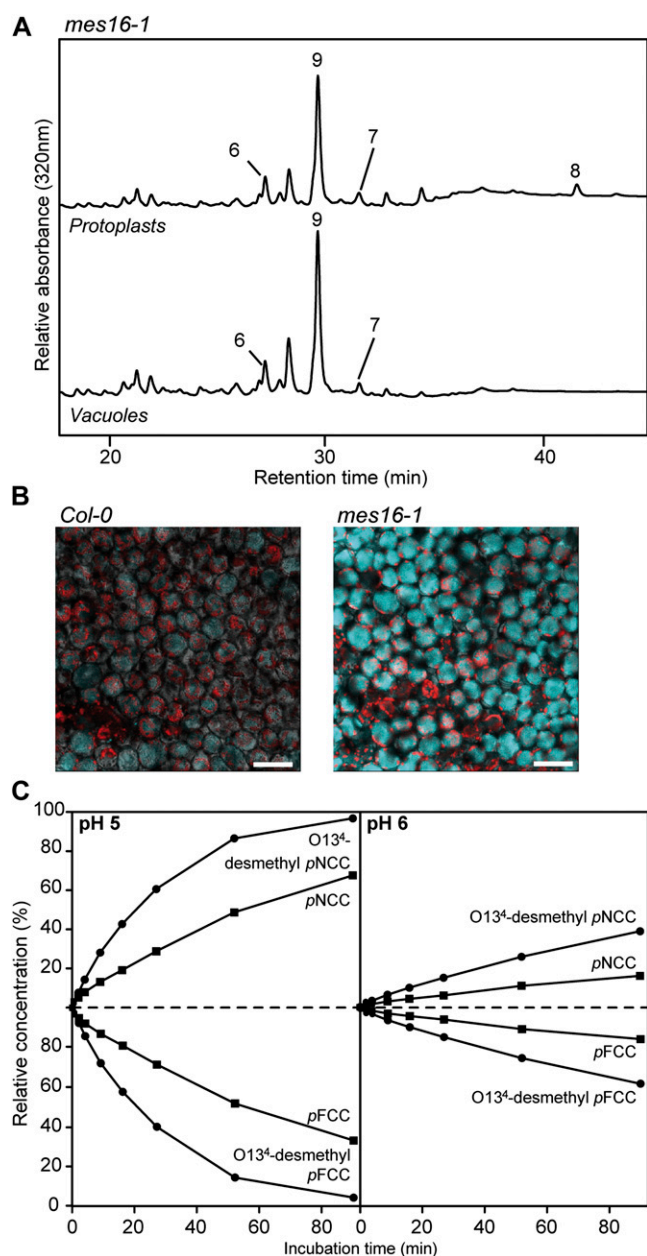 A
mes16-1
Relative absorbance (320nm)
9
6
7
8
Protoplasts
9
6
7
Vacuoles
20
30
40
Retention time (min)
B
Col-0
mes16-1
C
Relative concentration (%)
100
80
60
40
20
80
60
40
20
0
pH 5
O13⁴-
desmethyl pNCC
pNCC
pFCC
O13⁴-desmethyl
pFCC
0
20
40
60
80
pH 6
O13⁴-desmethyl pNCC
pNCC
pFCC
O13⁴-desmethyl pFCC
0
20
40
60
80
Incubation time (min)